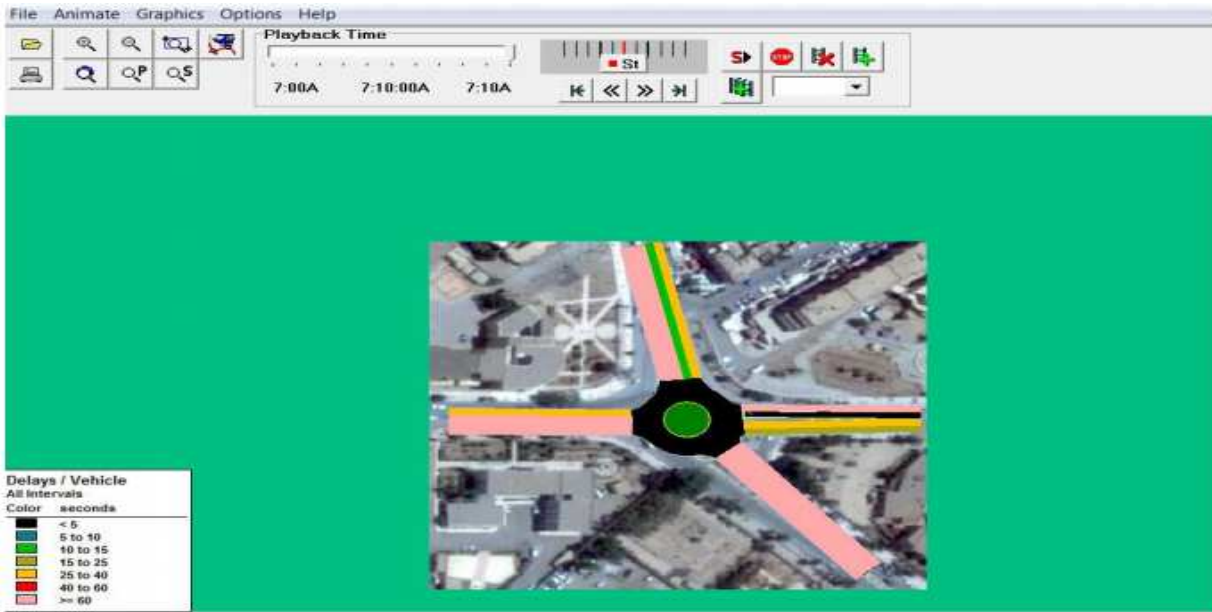 File Animate Graphics Options Help
Playback Time
7:00A 7:10:00A 7:10A
St
S
STOP
P
S
Delays / Vehicle
All Intervals
Color seconds
< 5
5 to 10
10 to 15
15 to 25
25 to 40
40 to 60
>= 60